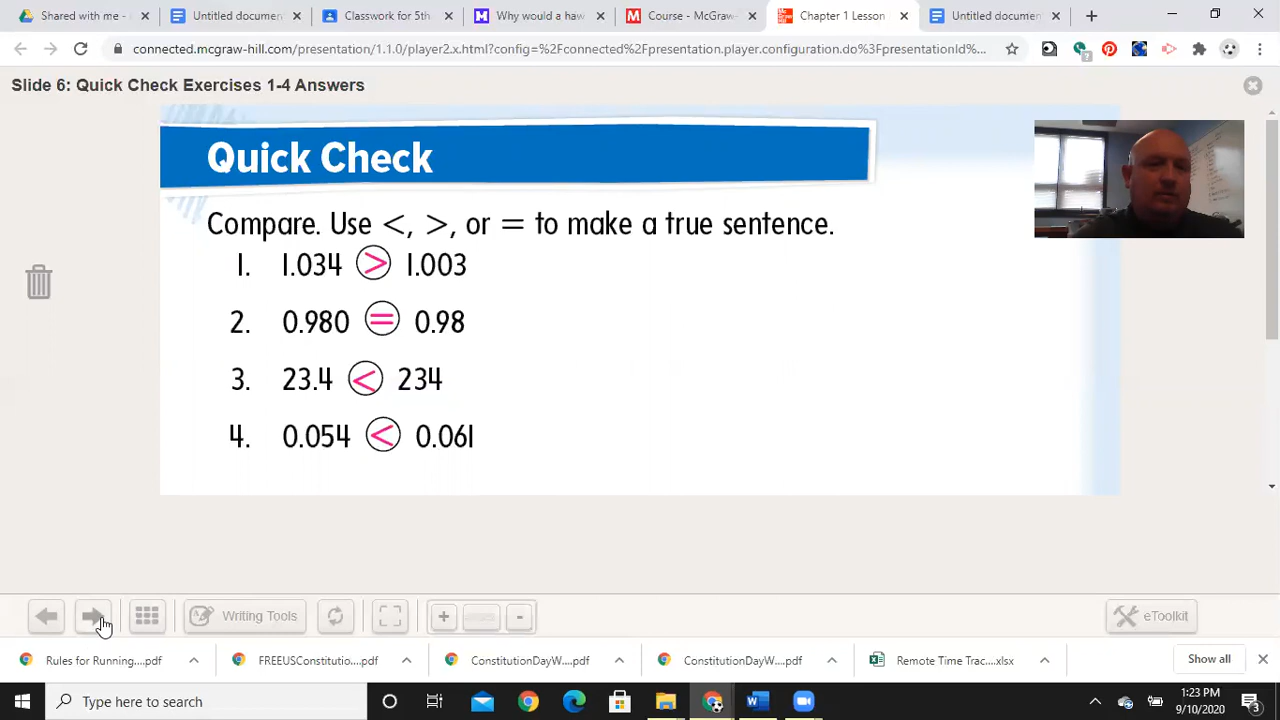 Shared with me -
Untitled documen
Classwork for 5th
Why would a haw
Course - McGraw-
Chapter 1 Lesson
Untitled documen
connected.mcgraw-hill.com/presentation/1.1.0/player2.x.html?config=%2Fconnected%2Fpresentation.player.configuration.do%3FpresentationId%...
Slide 6: Quick Check Exercises 1-4 Answers
Quick Check
Compare. Use <, >, or = to make a true sentence.
1. 1.034 > 1.003
2. 0.980 = 0.98
3. 23.4 < 234
4. 0.054 < 0.061
Writing Tools
+ -
eToolkit
Rules for Running....pdf
FREEUSConstitutio....pdf
ConstitutionDayW....pdf
ConstitutionDayW....pdf
Remote Time Trac....xlsx
Show all
Type here to search
1:23 PM
9/10/2020
3